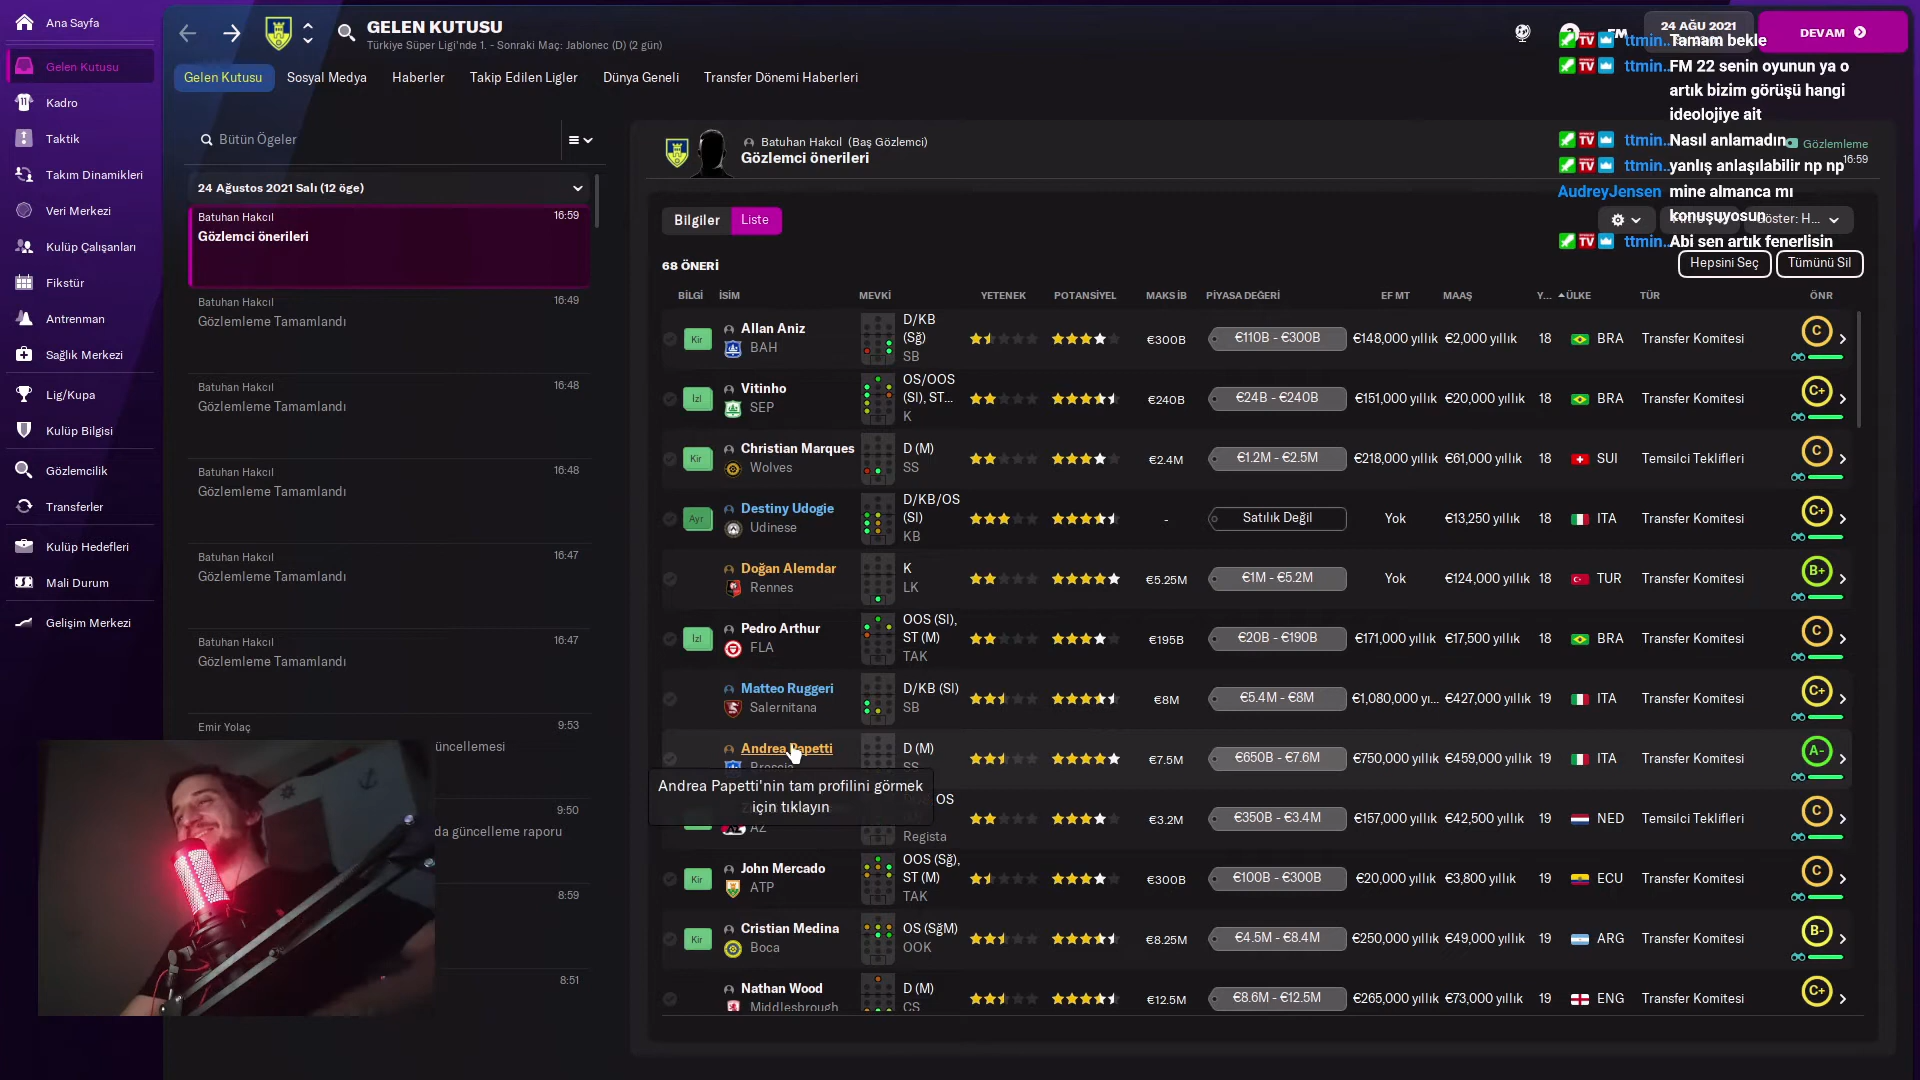 Ana Sayfa
Gelen Kutusu
Kadro
Taktik
Takım Dinamikleri
Veri Merkezi
Kulüp Çalışanları
Fikstür
Antrenman
Sağlık Merkezi
Lig/Kupa
Kulüp Bilgisi
Gözlemcilik
Transferler
Kulüp Hedefleri
Mali Durum
Gelişim Merkezi
GELEN KUTUSU
Türkiye Süper Ligi'nde 1. - Sonraki Maç: Jablonec (D) (2 gün)
24 AĞU 2021
DEVAM
Gelen Kutusu Sosyal Medya Haberler Takip Edilen Ligler Dünya Geneli Transfer Dönemi Haberleri
ttmin.. Tamam bekle
ttmin.. FM 22 senin oyunun ya o
artık bizim görüşü hangi
ideolojiye ait
ttmin.. Nasıl anlamadın
ttmin.. yanlış anlaşılabilir np np
AudreyJensen mine almanca mı
konuşuyosun
ttmin.. Abi sen artık fenerlisin
Bütün Ögeler
24 Ağustos 2021 Salı (12 öge)
Batuhan Hakcıl 16:59
Gözlemci önerileri
Batuhan Hakcıl 16:49
Gözlemleme Tamamlandı
Batuhan Hakcıl 16:48
Gözlemleme Tamamlandı
Batuhan Hakcıl 16:48
Gözlemleme Tamamlandı
Batuhan Hakcıl 16:47
Gözlemleme Tamamlandı
Batuhan Hakcıl 16:47
Gözlemleme Tamamlandı
Emir Yolaç 9:53
üncellemesi
9:50
da güncelleme raporu
8:59
8:51
Batuhan Hakcıl (Baş Gözlemci)
Gözlemci önerileri
Gözlemleme
16:59
Bilgiler Liste
Göster: H...
68 ÖNERİ
Hepsini Seç Tümünü Sil
BİLGİ İSİM MEVKİ YETENEK POTANSİYEL MAKS İB PİYASA DEĞERİ EF MT MAAŞ Y... ÜLKE TÜR ÖNR
Kir Allan Aniz BAH D/KB (Sğ) SB €300B €110B - €300B €148,000 yıllık €2,000 yıllık 18 BRA Transfer Komitesi C
İzl Vitinho SEP OS/OOS (Sl), ST... K €240B €24B - €240B €151,000 yıllık €20,000 yıllık 18 BRA Transfer Komitesi C+
Kir Christian Marques Wolves D (M) SS €2.4M €1.2M - €2.5M €218,000 yıllık €61,000 yıllık 18 SUI Temsilci Teklifleri C
Ayr Destiny Udogie Udinese D/KB/OS (Sl) KB - Satılık Değil Yok €13,250 yıllık 18 ITA Transfer Komitesi C+
Doğan Alemdar Rennes K LK €5.25M €1M - €5.2M Yok €124,000 yıllık 18 TUR Transfer Komitesi B+
İzl Pedro Arthur FLA OOS (Sl), ST (M) TAK €195B €20B - €190B €171,000 yıllık €17,500 yıllık 18 BRA Transfer Komitesi C
Matteo Ruggeri Salernitana D/KB (Sl) SB €8M €5.4M - €8M €1,080,000 yı... €427,000 yıllık 19 ITA Transfer Komitesi C+
Andrea Papetti Brescia D (M) SS €7.5M €650B - €7.6M €750,000 yıllık €459,000 yıllık 19 ITA Transfer Komitesi A-
Andrea Papetti'nin tam profilini görmek
için tıklayın
AZ OS Regista €3.2M €350B - €3.4M €157,000 yıllık €42,500 yıllık 19 NED Temsilci Teklifleri C
Kir John Mercado ATP OOS (Sğ), ST (M) TAK €300B €100B - €300B €20,000 yıllık €3,800 yıllık 19 ECU Transfer Komitesi C
Kir Cristian Medina Boca OS (SğM) OOK €8.25M €4.5M - €8.4M €250,000 yıllık €49,000 yıllık 19 ARG Transfer Komitesi B-
Nathan Wood Middlesbrough D (M) CS €12.5M €8.6M - €12.5M €265,000 yıllık €73,000 yıllık 19 ENG Transfer Komitesi C+